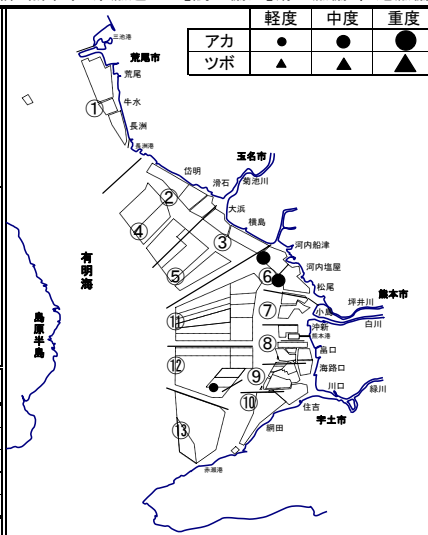 軽度 中度 重度
アカ
ツボ
三池港
荒尾市
荒尾
①
牛水
長洲
長洲港
玉名市
岱明
滑石
菊池川
②
大浜
横島
④
③
河内船津
有明海
⑥
河内塩屋
⑤
松尾
熊本市
島原半島
坪井川
⑦
小島
白川
⑪
沖新
熊本港
⑧
畠口
⑫
海路口
⑨
川口
緑川
⑩
住吉
宇土市
⑬
網田
赤瀬港